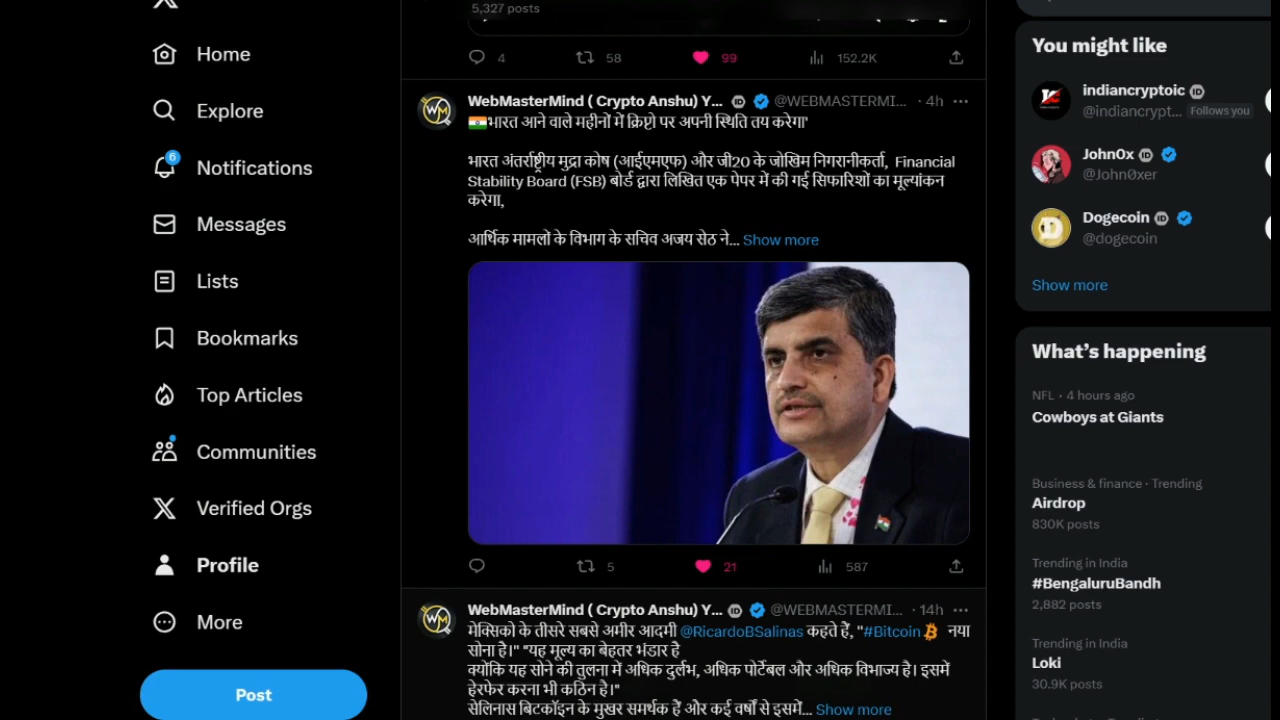 5,327 posts
4 58 99 152.2K
Home
Explore
6
Notifications
Messages
Lists
Bookmarks
Top Articles
Communities
Verified Orgs
Profile
More
Post
WebMasterMind ( Crypto Anshu) Y... @WEBMASTERMI... · 4h ···
भारत आने वाले महीनों में क्रिप्टो पर अपनी स्थिति तय करेगा'
भारत अंतर्राष्ट्रीय मुद्रा कोष (आईएमएफ) और जी20 के जोखिम निगरानीकर्ता, Financial
Stability Board (FSB) बोर्ड द्वारा लिखित एक पेपर में की गई सिफारिशों का मूल्यांकन
करेगा,
आर्थिक मामलों के विभाग के सचिव अजय सेठ ने... Show more
5 21 587
WebMasterMind ( Crypto Anshu) Y... @WEBMASTERMI... · 14h ···
मेक्सिको के तीसरे सबसे अमीर आदमी @RicardoBSalinas कहते हैं, "#Bitcoin नया
सोना है।" "यह मूल्य का बेहतर भंडार है
क्योंकि यह सोने की तुलना में अधिक दुर्लभ, अधिक पोर्टेबल और अधिक विभाज्य है। इसमें
हेरफेर करना भी कठिन है।"
सेलिनास बिटकॉइन के मुखर समर्थक हैं और कई वर्षों से इसमें... Show more
You might like
indiancryptoic
@indiancrypt... Follows you
JohnOx
@John0xer
Dogecoin
@dogecoin
Show more
What's happening
NFL · 4 hours ago
Cowboys at Giants
Business & finance · Trending
Airdrop
830K posts
Trending in India
#BengaluruBandh
2,882 posts
Trending in India
Loki
30.9K posts